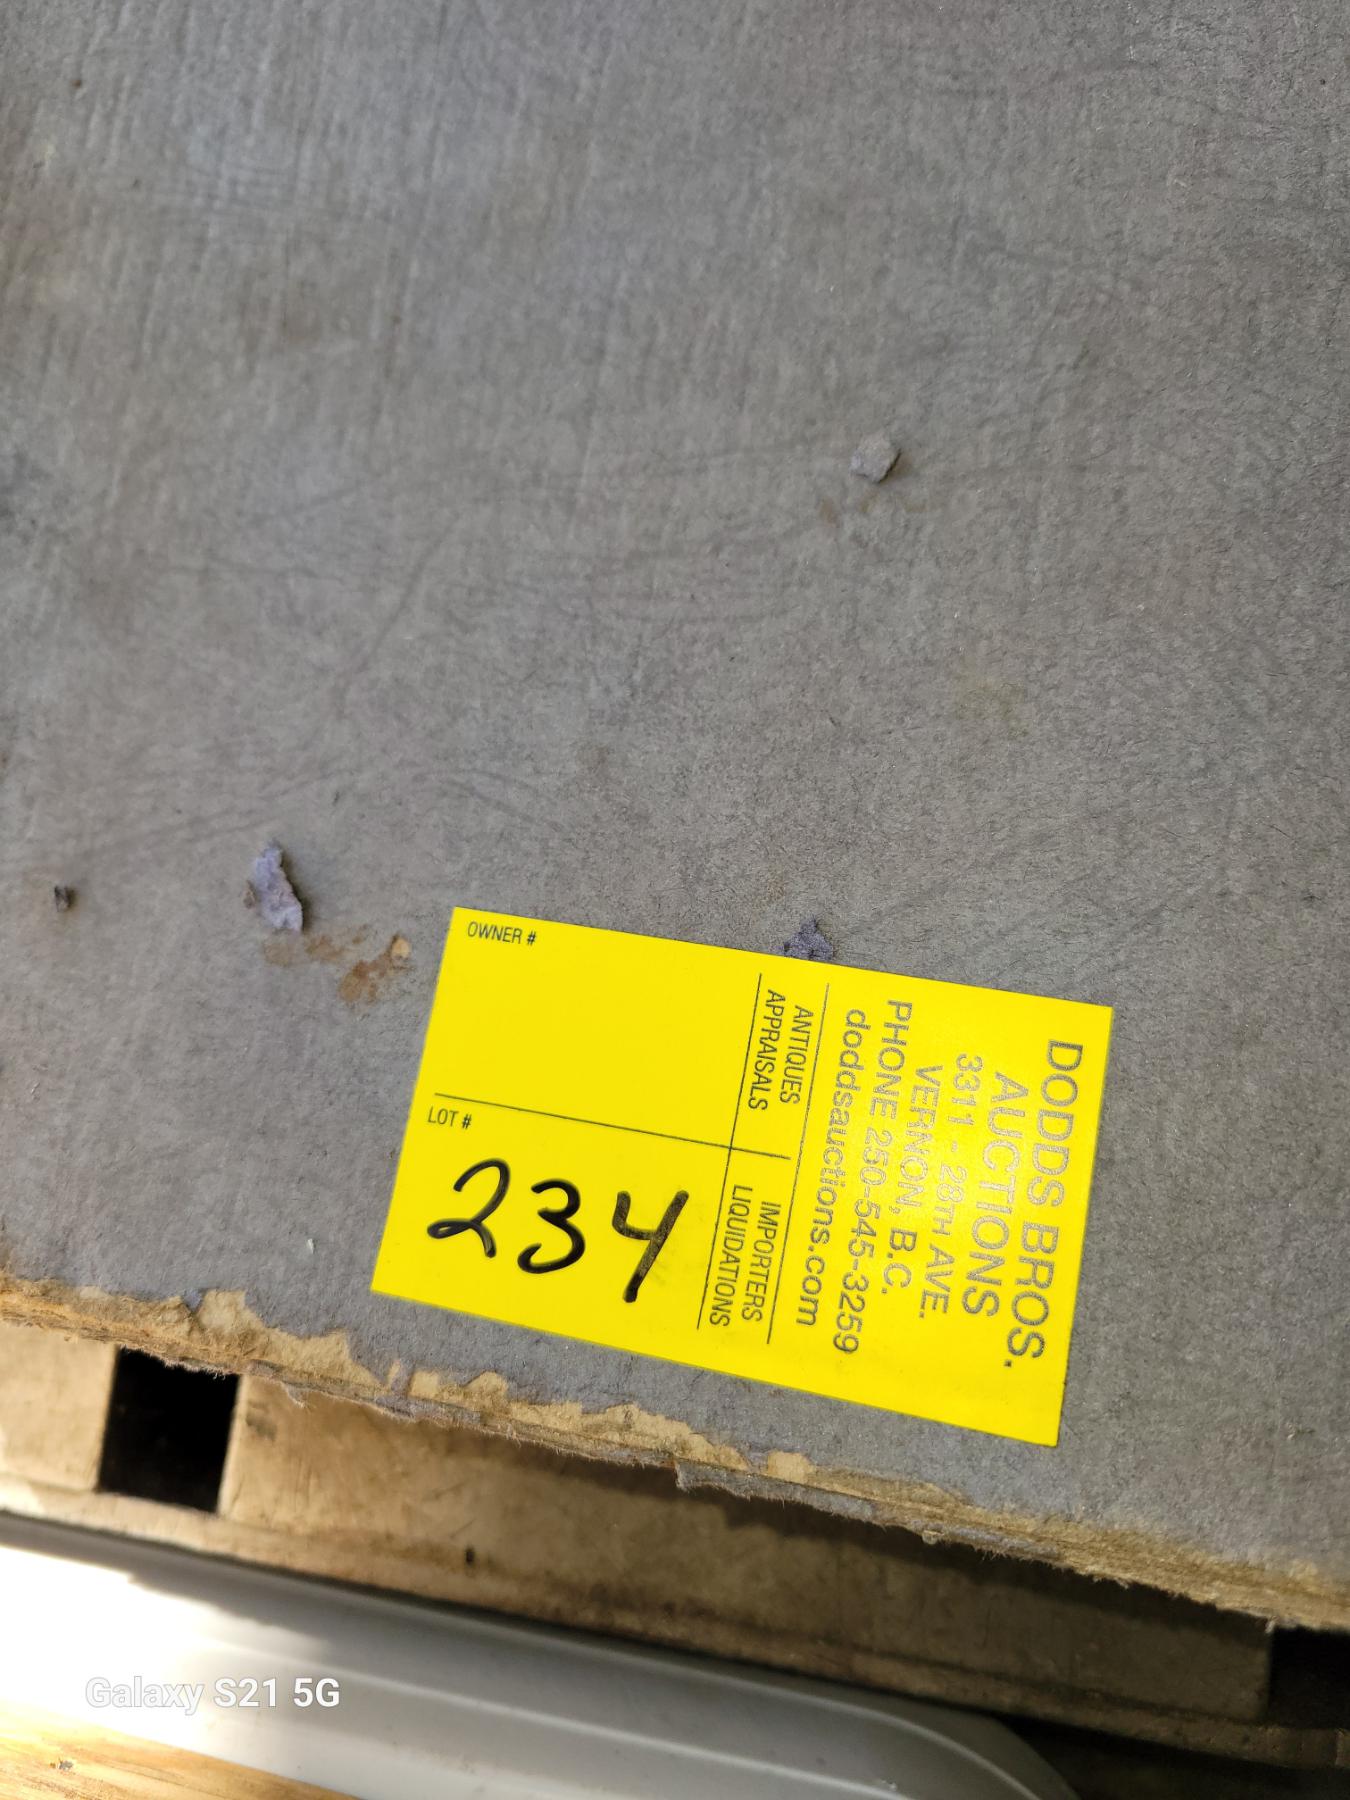 DODDS BROS.
AUCTIONS
3311 - 28TH AVE.
VERNON, B.C.
PHONE 250-545-3259
doddsauctions.com
ANTIQUES
APPRAISALS
IMPORTERS
LIQUIDATIONS
OWNER #
LOT #
234
Galaxy S21 5G